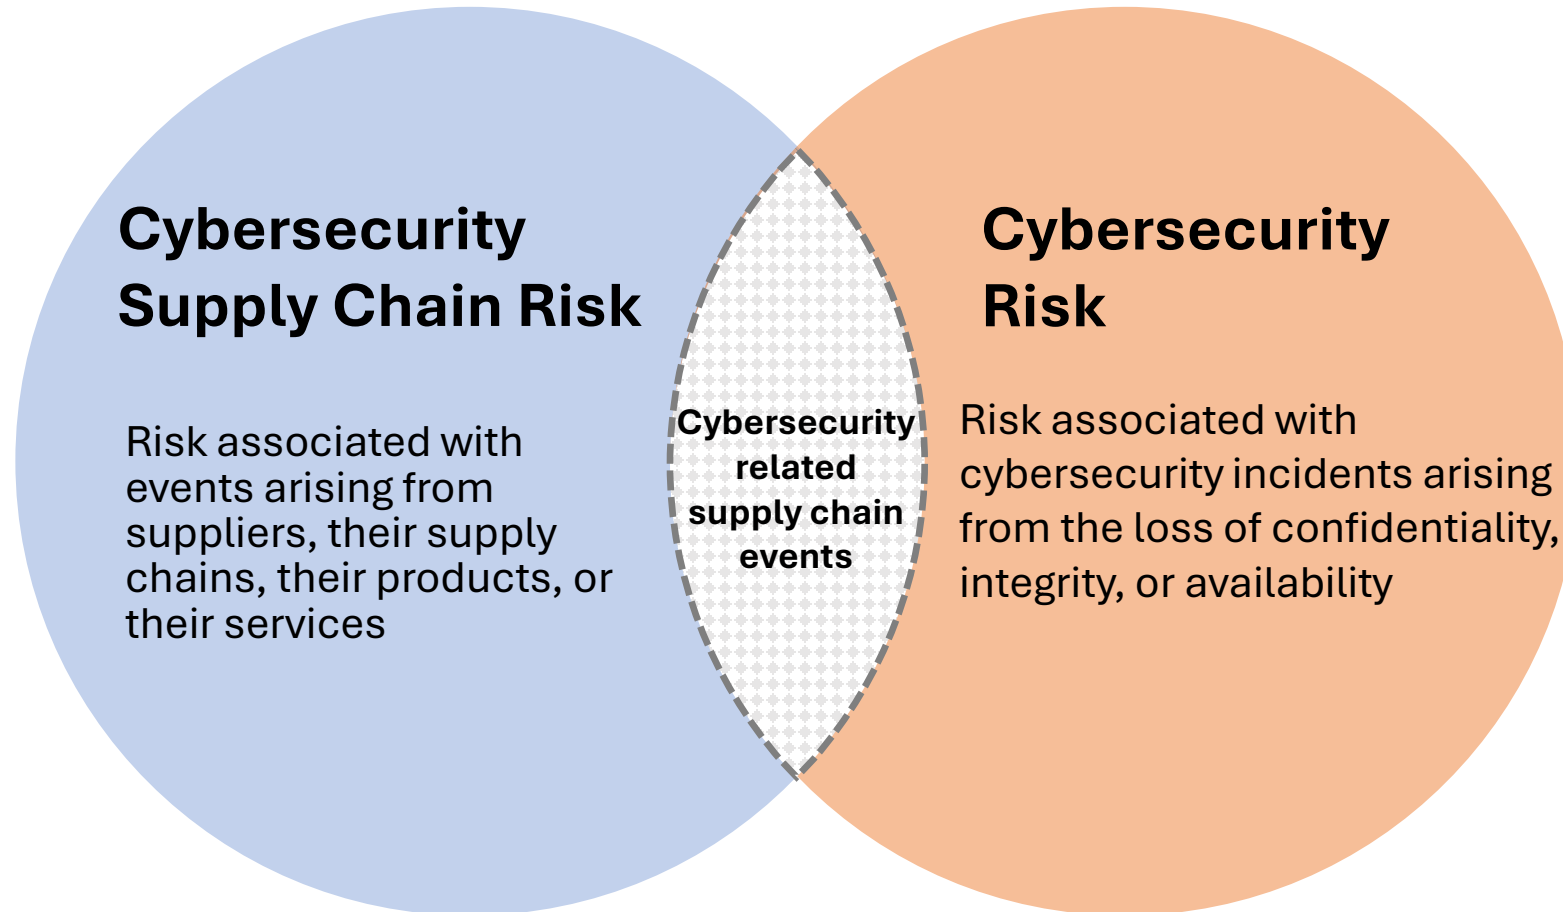 Cybersecurity
Supply Chain Risk
Risk associated with
events arising from
suppliers, their supply
chains, their products, or
their services
Cybersecurity
related
supply chain
events
Cybersecurity
Risk
Risk associated with
cybersecurity incidents arising
from the loss of confidentiality,
integrity, or availability